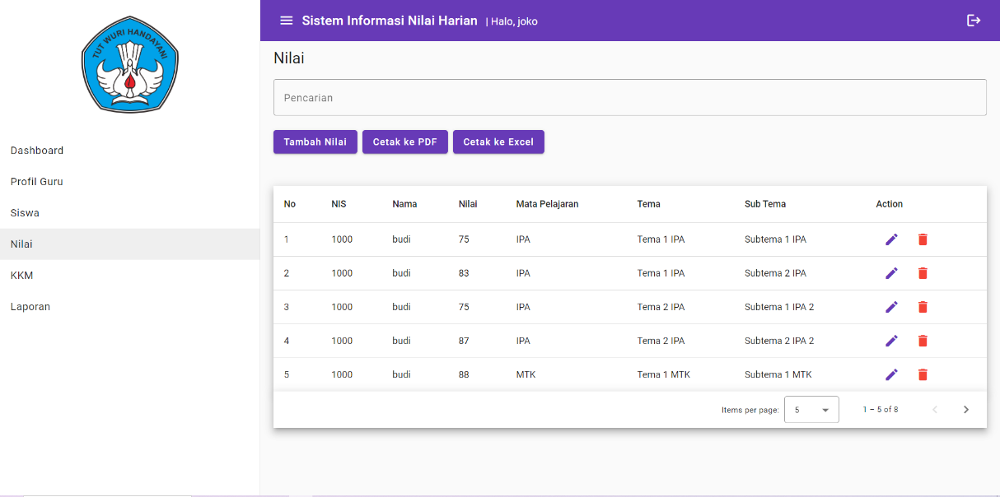 TUT WURI HANDAYANI
Dashboard
Profil Guru
Siswa
Nilai
KKM
Laporan
Sistem Informasi Nilai Harian | Halo, joko
Nilai
Pencarian
Tambah Nilai Cetak ke PDF Cetak ke Excel
No NIS Nama Nilai Mata Pelajaran Tema Sub Tema Action
1 1000 budi 75 IPA Tema 1 IPA Subtema 1 IPA
2 1000 budi 83 IPA Tema 1 IPA Subtema 2 IPA
3 1000 budi 75 IPA Tema 2 IPA Subtema 1 IPA 2
4 1000 budi 87 IPA Tema 2 IPA Subtema 2 IPA 2
5 1000 budi 88 MTK Tema 1 MTK Subtema 1 MTK
Items per page: 5 1 – 5 of 8